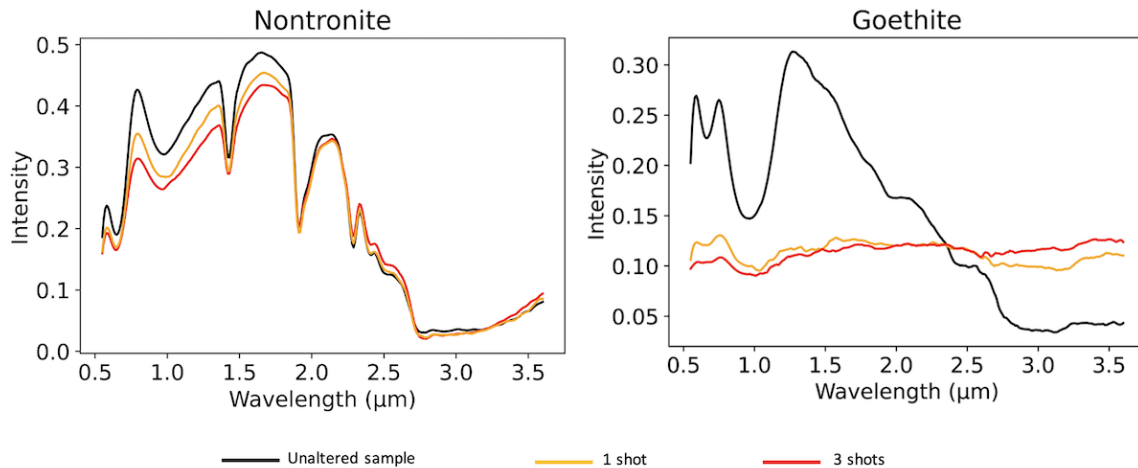 Nontronite
Goethite
Intensity
0.5
0.4
0.3
0.2
0.1
0.0
0.5 1.0 1.5 2.0 2.5 3.0 3.5
Wavelength (μm)
Intensity
0.30
0.25
0.20
0.15
0.10
0.05
0.5 1.0 1.5 2.0 2.5 3.0 3.5
Wavelength (μm)
Unaltered sample
1 shot
3 shots